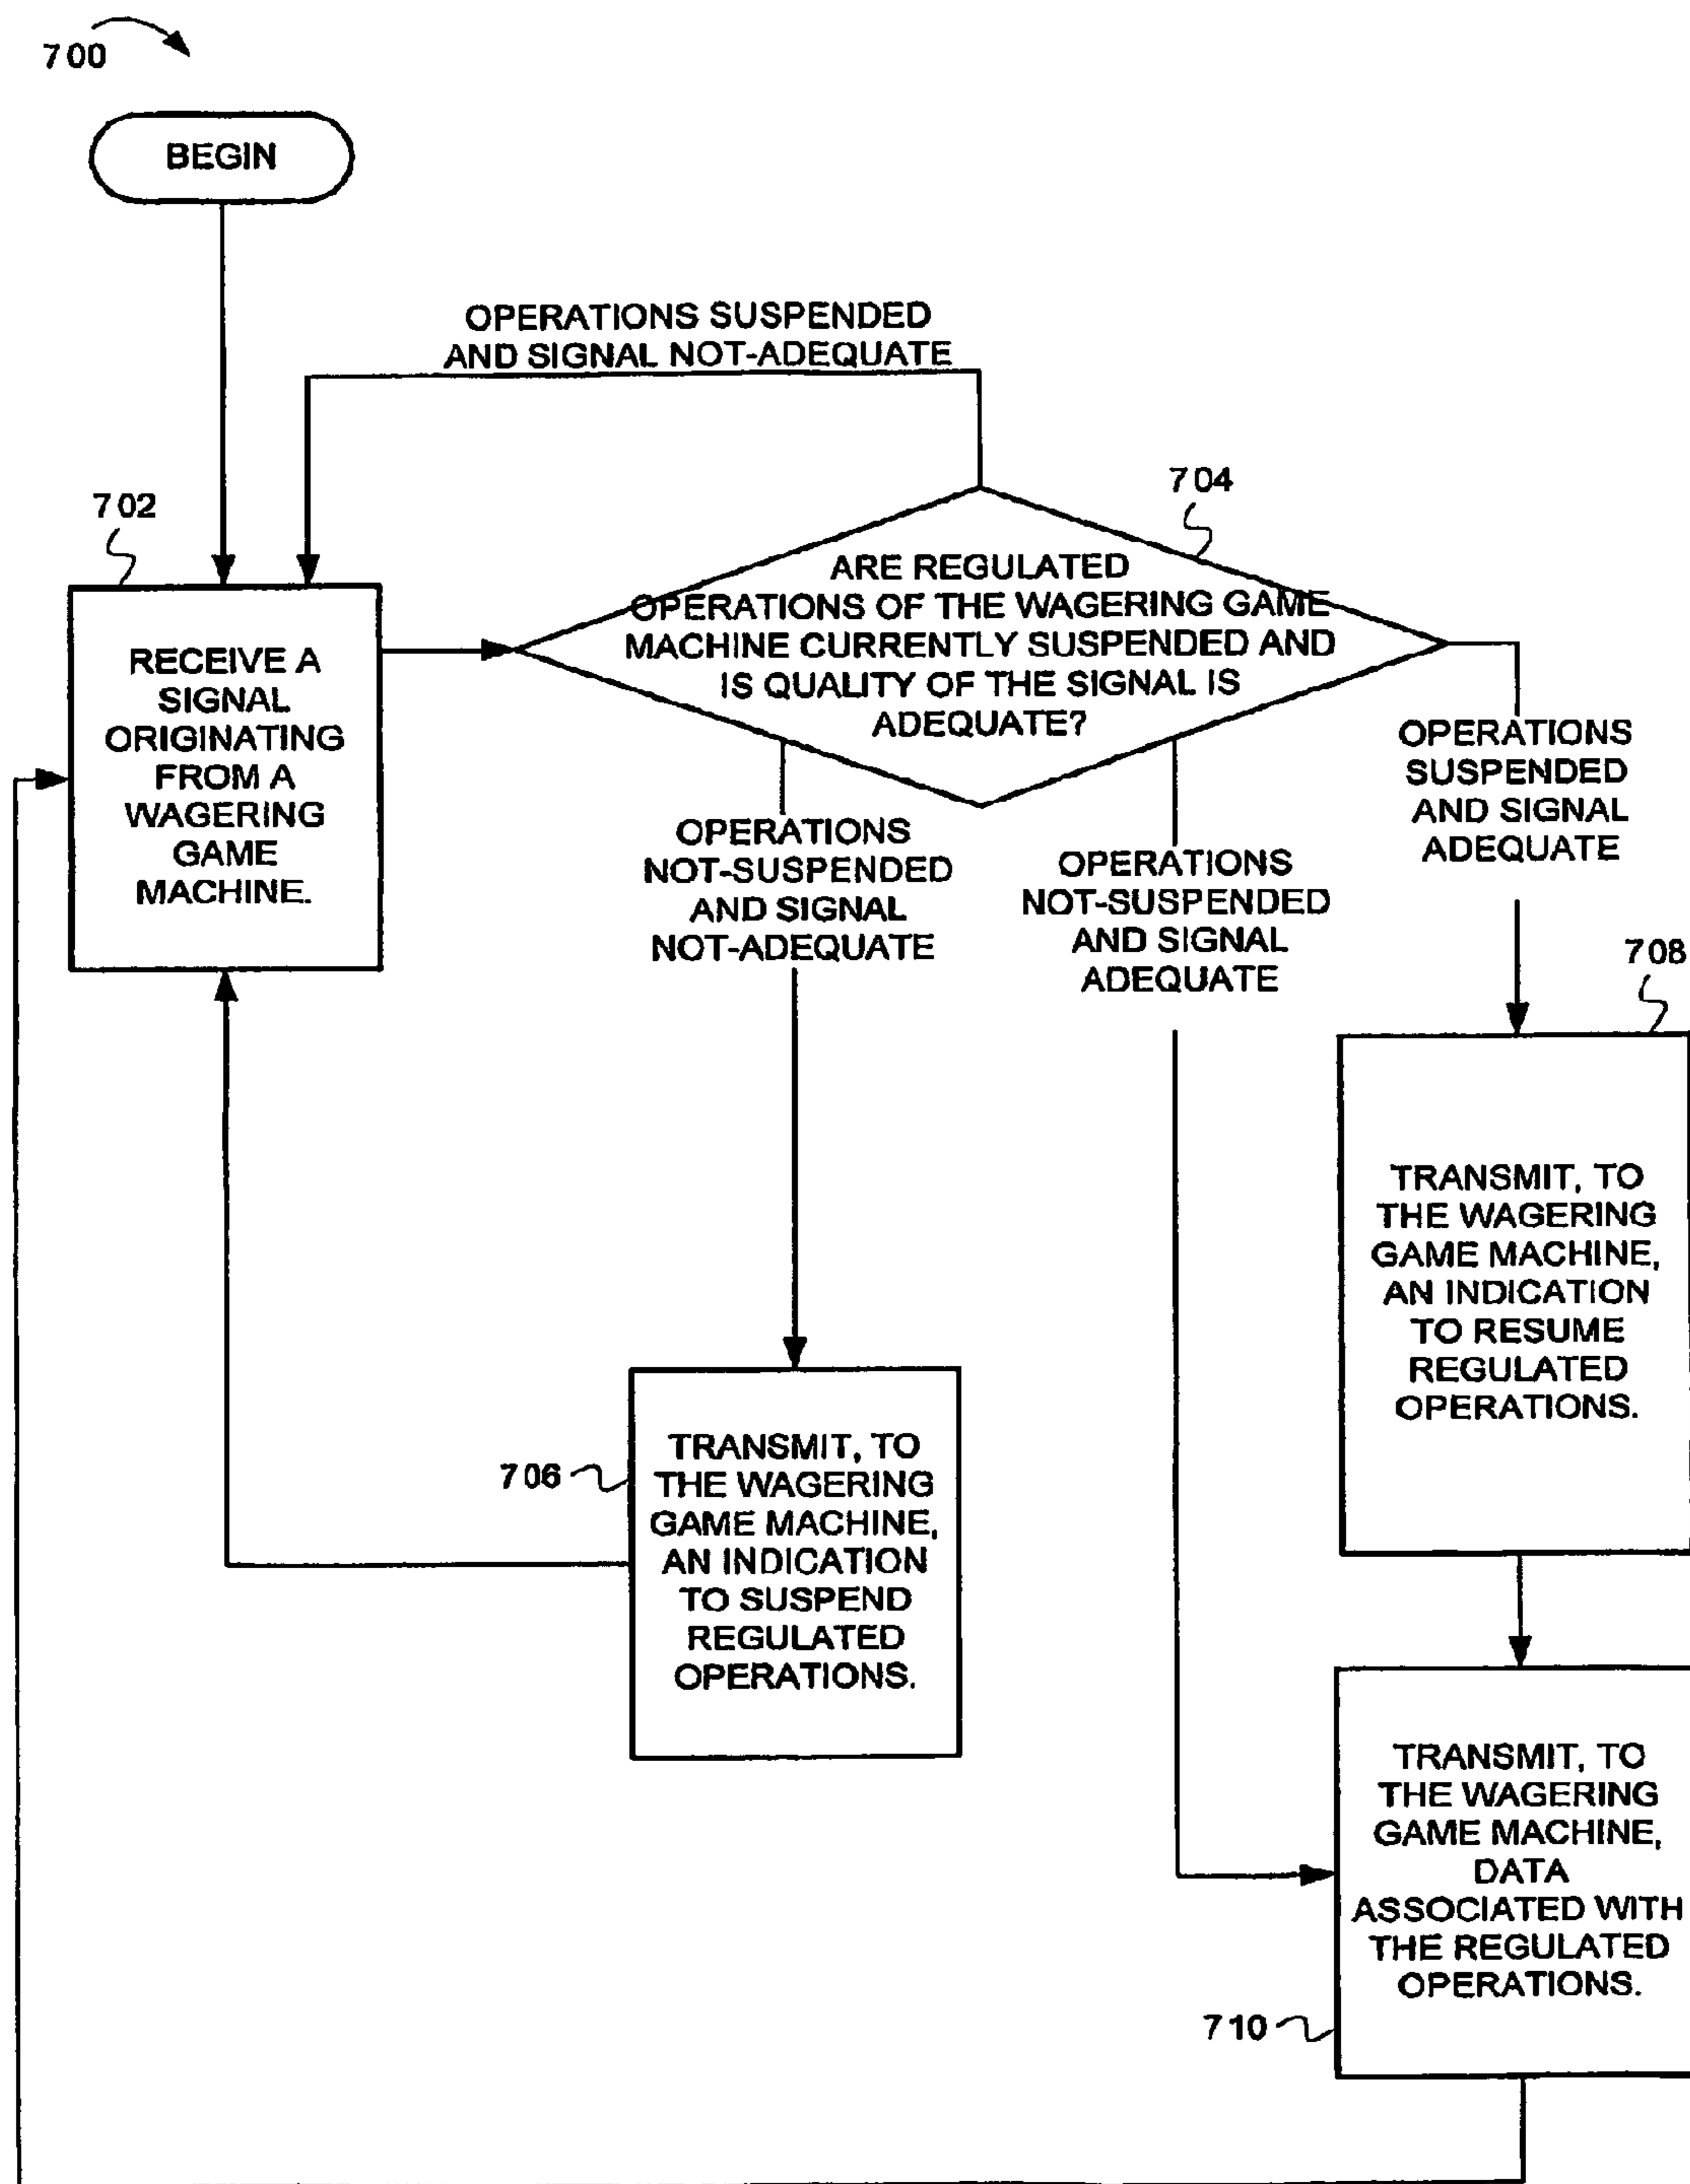 700
BEGIN
OPERATIONS SUSPENDED
AND SIGNAL NOT-ADEQUATE
702
RECEIVE A
SIGNAL
ORIGINATING
FROM A
WAGERING
GAME
MACHINE.
704
ARE REGULATED
OPERATIONS OF THE WAGERING GAME
MACHINE CURRENTLY SUSPENDED AND
IS QUALITY OF THE SIGNAL IS
ADEQUATE?
OPERATIONS
NOT-SUSPENDED
AND SIGNAL
NOT-ADEQUATE
OPERATIONS
NOT-SUSPENDED
AND SIGNAL
ADEQUATE
OPERATIONS
SUSPENDED
AND SIGNAL
ADEQUATE
706
TRANSMIT, TO
THE WAGERING
GAME MACHINE,
AN INDICATION
TO SUSPEND
REGULATED
OPERATIONS.
708
TRANSMIT, TO
THE WAGERING
GAME MACHINE,
AN INDICATION
TO RESUME
REGULATED
OPERATIONS.
TRANSMIT, TO
THE WAGERING
GAME MACHINE,
DATA
ASSOCIATED WITH
THE REGULATED
OPERATIONS.
710